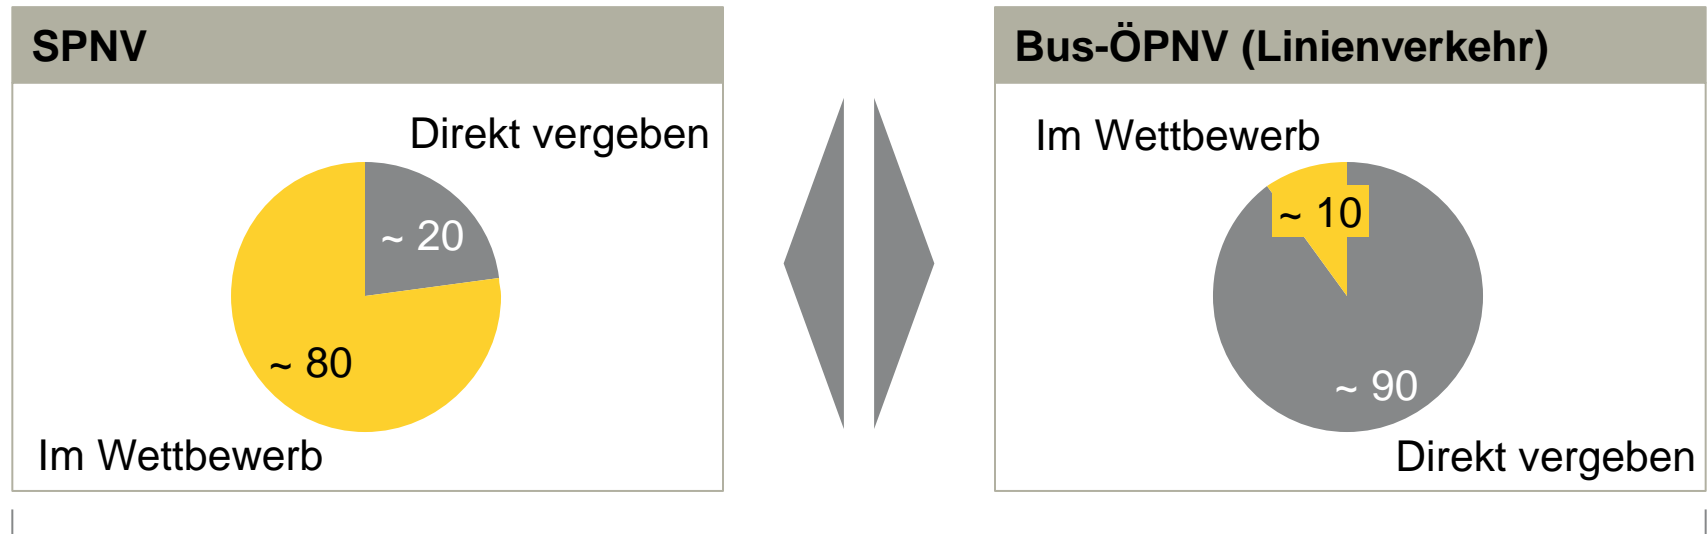 SPNV
Direkt vergeben
~ 20
~ 80
Im Wettbewerb
Bus-ÖPNV (Linienverkehr)
Im Wettbewerb
~ 10
~ 90
Direkt vergeben